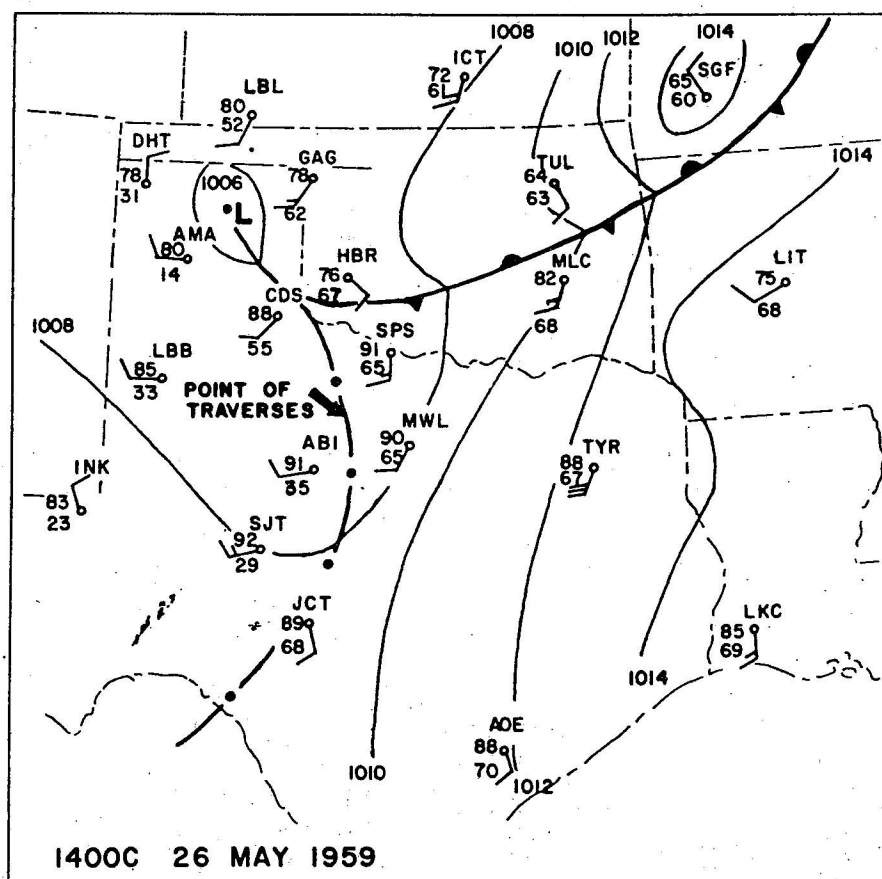 1008
1010
1012
1014
ICT
72
61
SGF
65
60
LBL
80
52
DHT
78
31
GAG
78
62
1006
L
TUL
64
63
1014
AMA
80
14
HBR
76
67
MLC
82
68
LIT
75
68
CDS
88
55
1008
SPS
91
65
LBB
85
33
POINT OF
TRAVERSES
MWL
90
65
ABI
91
35
TYR
88
67
INK
83
23
SJT
92
29
JCT
89
68
LKC
85
69
1014
AOE
88
70
1010
1012
1400C 26 MAY 1959